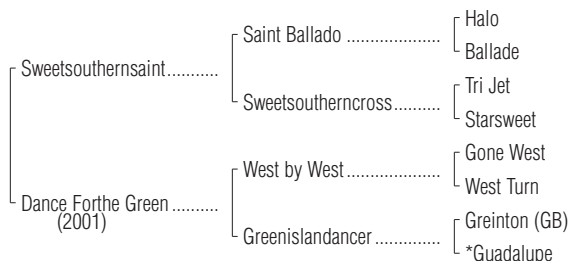 Halo
Saint Ballado ....................
Ballade
Sweetsouthernsaint...........
Tri Jet
Sweetsoutherncross..........
Starsweet
Gone West
West by West ....................
West Turn
Dance Forthe Green ..........
(2001)
Greinton (GB)
Greenislandancer..............
*Guadalupe